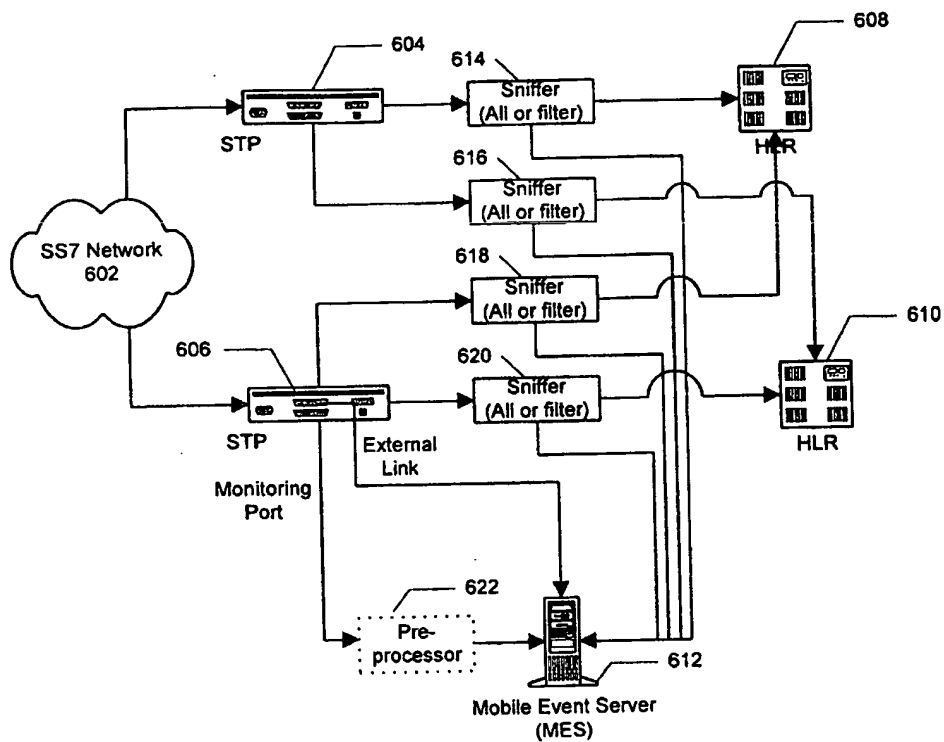 604
614
608
Sniffer
(All or filter)
STP
HLR
616
Sniffer
(All or filter)
SS7 Network
602
618
Sniffer
(All or filter)
606
620
610
Sniffer
(All or filter)
STP
External
Link
HLR
Monitoring
Port
622
Pre-
processor
612
Mobile Event Server
(MES)